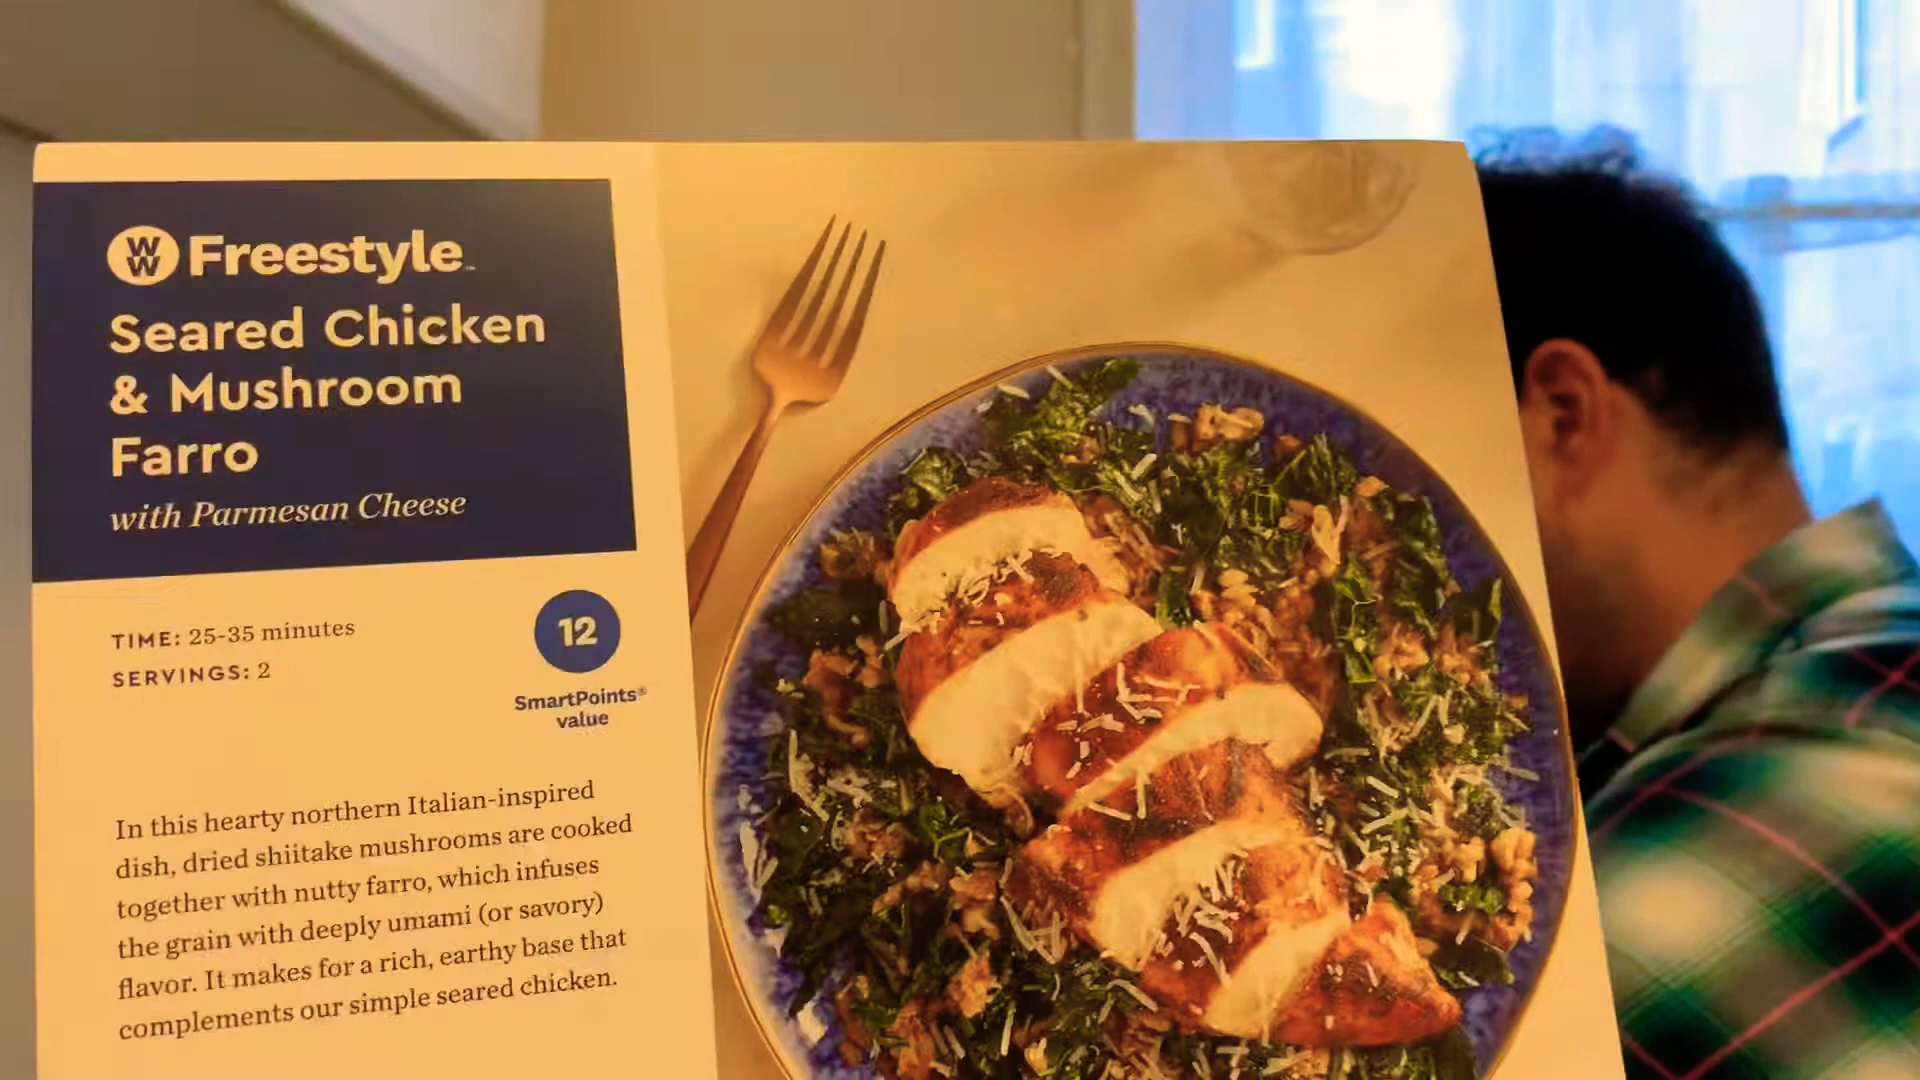 WW Freestyle™
Seared Chicken
& Mushroom
Farro
with Parmesan Cheese
TIME: 25-35 minutes
SERVINGS: 2
12
SmartPoints®
value
In this hearty northern Italian-inspired
dish, dried shiitake mushrooms are cooked
together with nutty farro, which infuses
the grain with deeply umami (or savory)
flavor. It makes for a rich, earthy base that
complements our simple seared chicken.